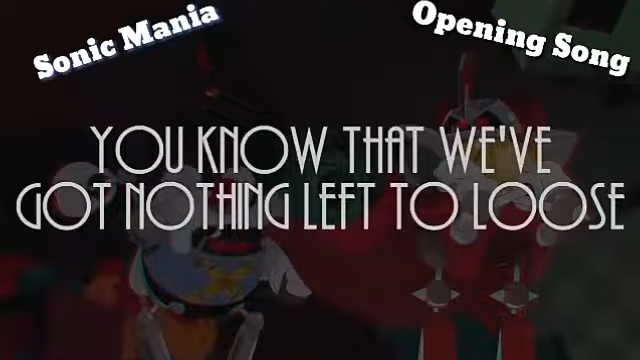 Sonic Mania
Opening Song
YOU KNOW THAT WE'VE
GOT NOTHING LEFT TO LOOSE